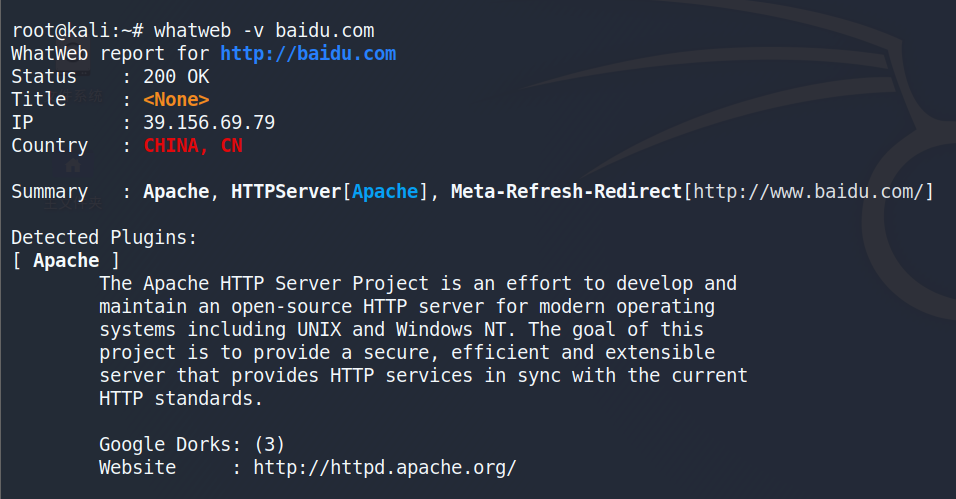 root@kali:~# whatweb -v baidu.com
WhatWeb report for http://baidu.com
Status    : 200 OK
Title     : <None>
IP        : 39.156.69.79
Country   : CHINA, CN

Summary   : Apache, HTTPServer[Apache], Meta-Refresh-Redirect[http://www.baidu.com/]

Detected Plugins:
[ Apache ]
        The Apache HTTP Server Project is an effort to develop and
        maintain an open-source HTTP server for modern operating
        systems including UNIX and Windows NT. The goal of this
        project is to provide a secure, efficient and extensible
        server that provides HTTP services in sync with the current
        HTTP standards.

        Google Dorks: (3)
        Website     : http://httpd.apache.org/